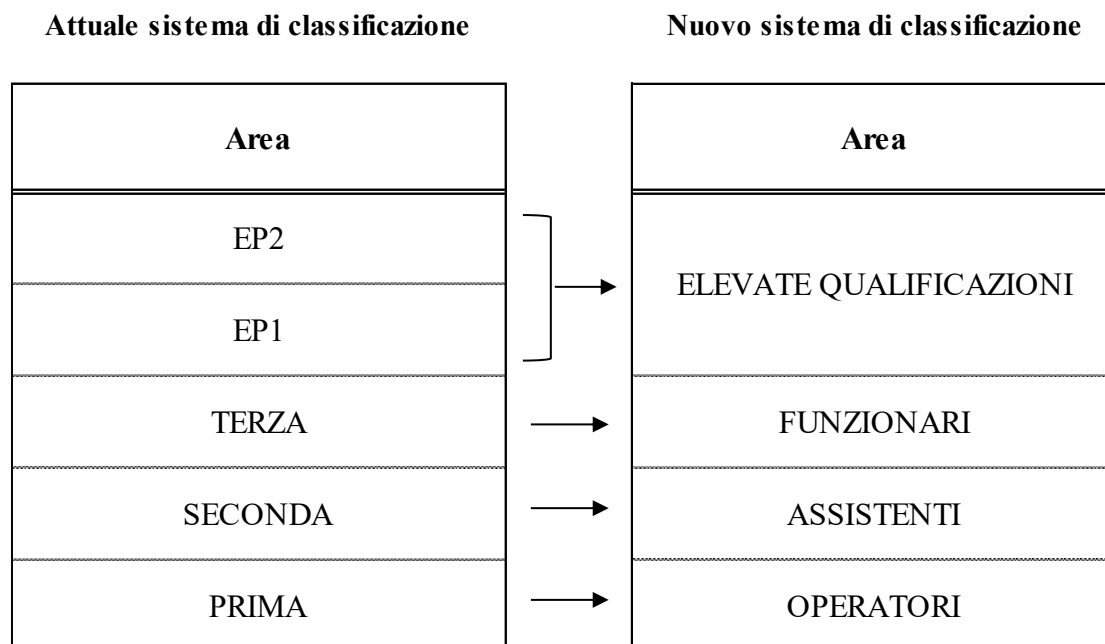 Attuale sistema di classificazione
Nuovo sistema di classificazione
Area
Area
EP2
EP1
ELEVATE QUALIFICAZIONI
TERZA
FUNZIONARI
SECONDA
ASSISTENTI
PRIMA
OPERATORI